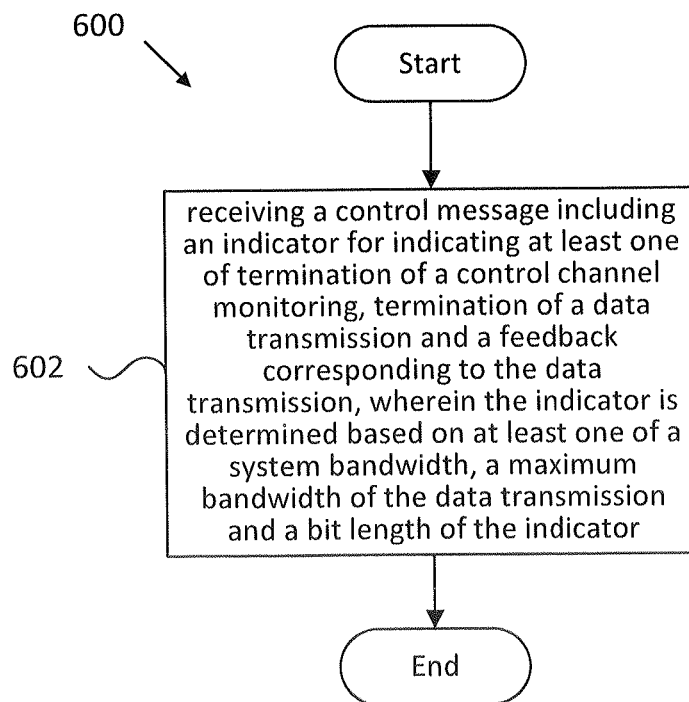 600
Start
receiving a control message including
an indicator for indicating at least one
of termination of a control channel
monitoring, termination of a data
transmission and a feedback
corresponding to the data
transmission, wherein the indicator is
determined based on at least one of a
system bandwidth, a maximum
bandwidth of the data transmission
and a bit length of the indicator
602
End